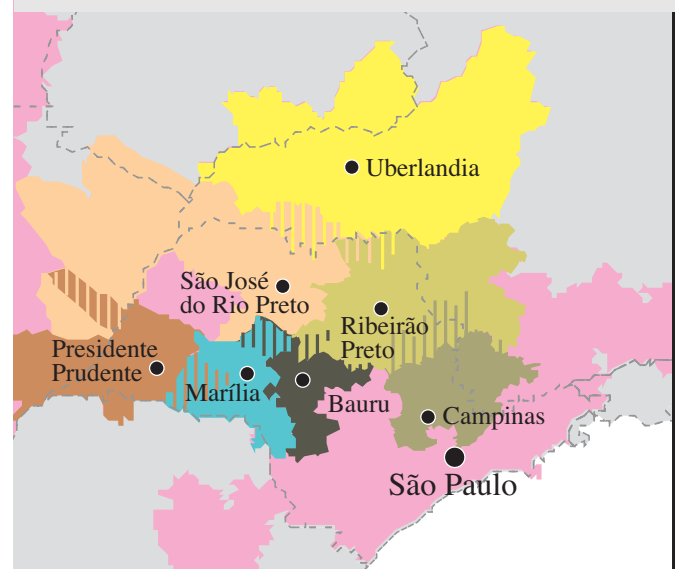 Uberlandia
São José
do Rio Preto
Ribeirão
Preto
Presidente
Prudente
Marília
Bauru
Campinas
São Paulo